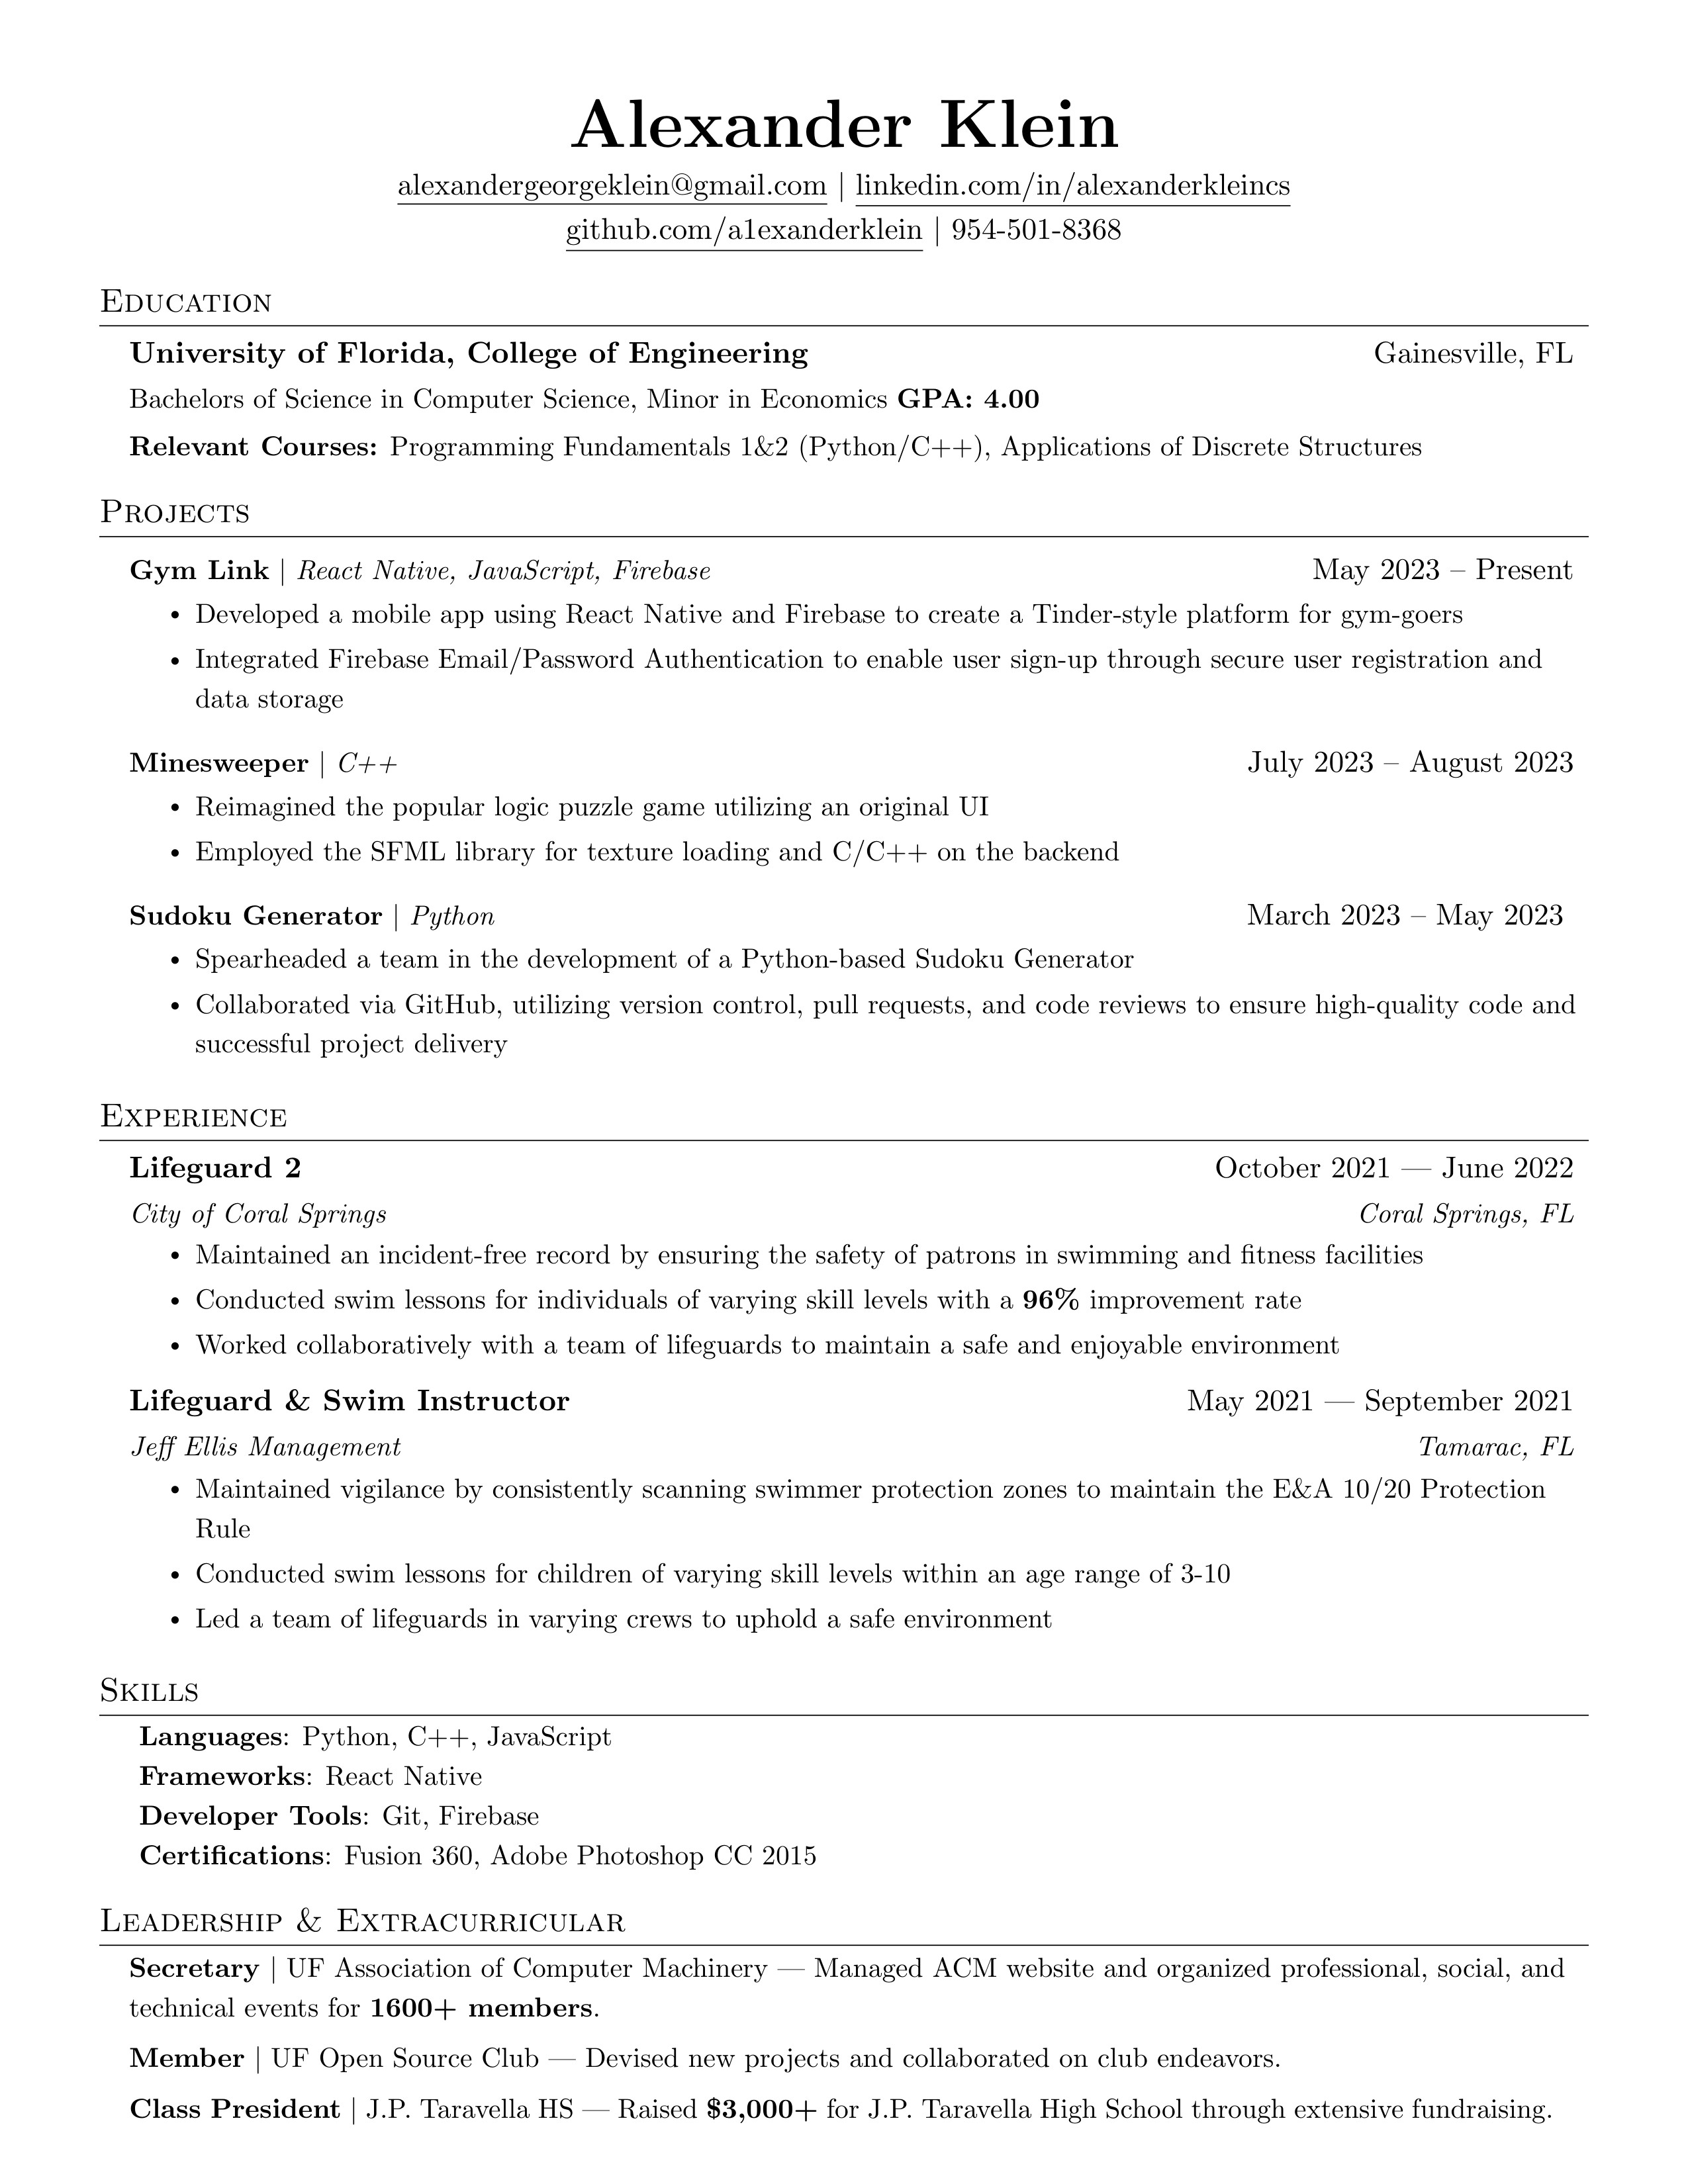 Alexander Klein
alexandergeorgeklein@gmail.com | linkedin.com/in/alexanderkleincs
github.com/a1exanderklein | 954-501-8368
Education
University of Florida, College of Engineering Gainesville, FL
Bachelors of Science in Computer Science, Minor in Economics GPA: 4.00
Relevant Courses: Programming Fundamentals 1&2 (Python/C++), Applications of Discrete Structures
Projects
Gym Link | React Native, JavaScript, Firebase May 2023 – Present
• Developed a mobile app using React Native and Firebase to create a Tinder-style platform for gym-goers
• Integrated Firebase Email/Password Authentication to enable user sign-up through secure user registration and
data storage
Minesweeper | C++ July 2023 – August 2023
• Reimagined the popular logic puzzle game utilizing an original UI
• Employed the SFML library for texture loading and C/C++ on the backend
Sudoku Generator | Python March 2023 – May 2023
• Spearheaded a team in the development of a Python-based Sudoku Generator
• Collaborated via GitHub, utilizing version control, pull requests, and code reviews to ensure high-quality code and
successful project delivery
Experience
Lifeguard 2 October 2021 — June 2022
City of Coral Springs Coral Springs, FL
• Maintained an incident-free record by ensuring the safety of patrons in swimming and fitness facilities
• Conducted swim lessons for individuals of varying skill levels with a 96% improvement rate
• Worked collaboratively with a team of lifeguards to maintain a safe and enjoyable environment
Lifeguard & Swim Instructor May 2021 — September 2021
Jeff Ellis Management Tamarac, FL
• Maintained vigilance by consistently scanning swimmer protection zones to maintain the E&A 10/20 Protection
Rule
• Conducted swim lessons for children of varying skill levels within an age range of 3-10
• Led a team of lifeguards in varying crews to uphold a safe environment
Skills
Languages: Python, C++, JavaScript
Frameworks: React Native
Developer Tools: Git, Firebase
Certifications: Fusion 360, Adobe Photoshop CC 2015
Leadership & Extracurricular
Secretary | UF Association of Computer Machinery — Managed ACM website and organized professional, social, and
technical events for 1600+ members.
Member | UF Open Source Club — Devised new projects and collaborated on club endeavors.
Class President | J.P. Taravella HS — Raised $3,000+ for J.P. Taravella High School through extensive fundraising.